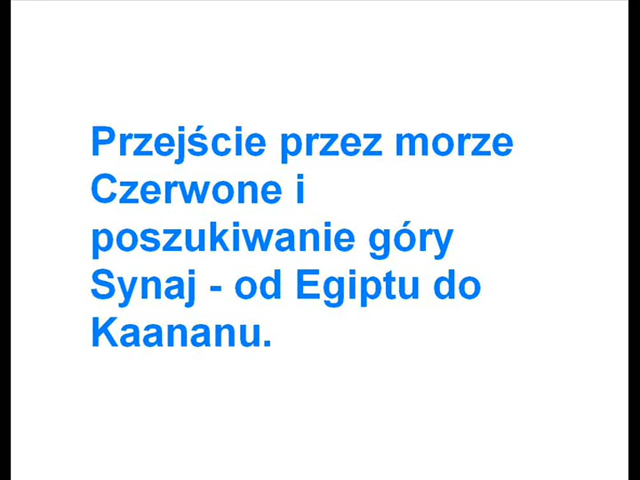 Przejście przez morze
Czerwone i
poszukiwanie góry
Synaj - od Egiptu do
Kaananu.